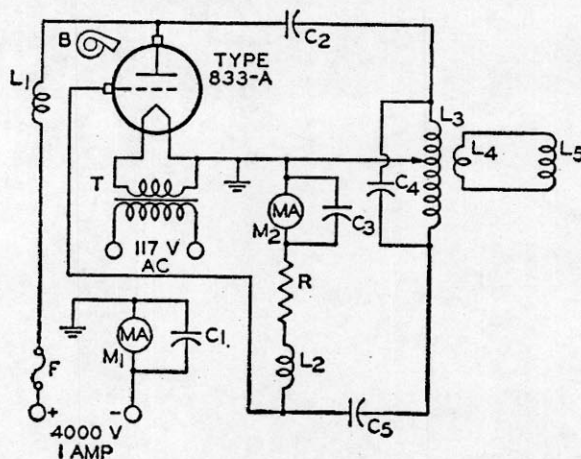 B
TYPE
833-A
C2
L1
L3
L4
L5
T
C4
MA
M2
C3
117 V
AC
R
MA
M1
C1
L2
F
+
-
4000 V
1 AMP
C5